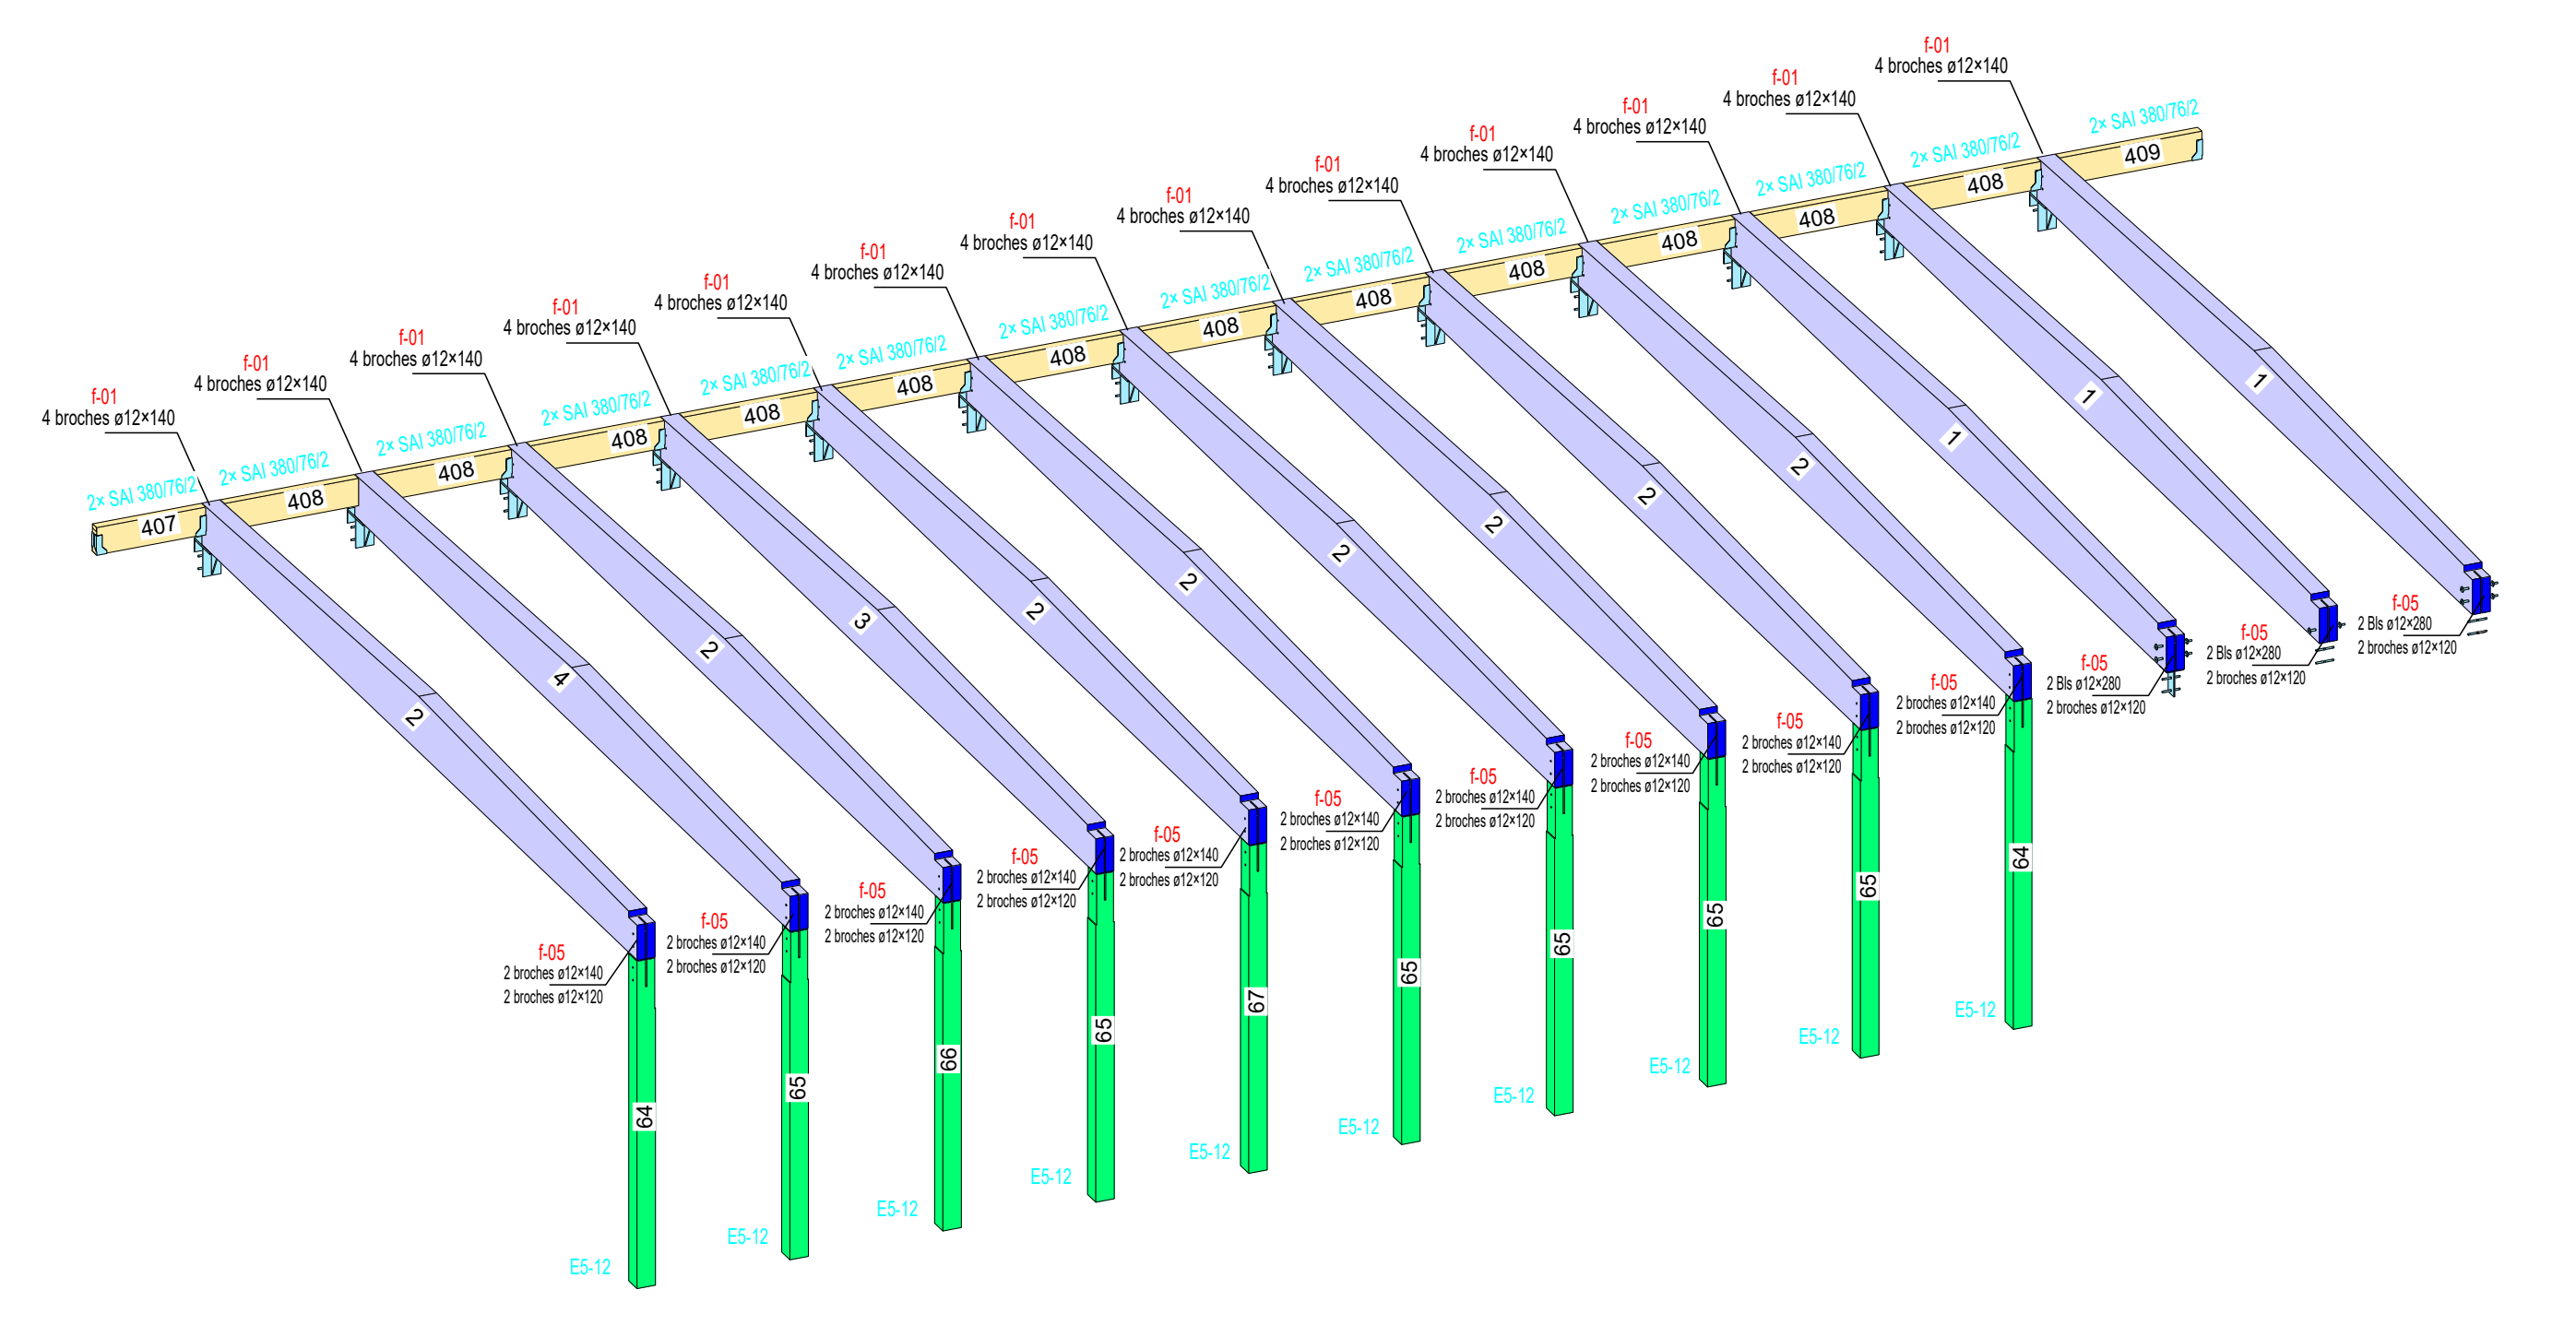 f-01
4 broches ø12×140
f-01
4 broches ø12×140
f-01
4 broches ø12×140
f-01
4 broches ø12×140
f-01
4 broches ø12×140
f-01
4 broches ø12×140
f-01
4 broches ø12×140
f-01
4 broches ø12×140
f-01
4 broches ø12×140
f-01
4 broches ø12×140
f-01
4 broches ø12×140
f-01
4 broches ø12×140
f-01
4 broches ø12×140
2× SAI 380/76/2
2× SAI 380/76/2
2× SAI 380/76/2
2× SAI 380/76/2
2× SAI 380/76/2
2× SAI 380/76/2
2× SAI 380/76/2
2× SAI 380/76/2
2× SAI 380/76/2
2× SAI 380/76/2
2× SAI 380/76/2
2× SAI 380/76/2
2× SAI 380/76/2
2× SAI 380/76/2
407
408
408
408
408
408
408
408
408
408
408
408
408
409
2
4
2
3
2
2
2
2
2
2
1
1
1
f-05
2 broches ø12×140
2 broches ø12×120
f-05
2 broches ø12×140
2 broches ø12×120
f-05
2 broches ø12×140
2 broches ø12×120
f-05
2 broches ø12×140
2 broches ø12×120
f-05
2 broches ø12×140
2 broches ø12×120
f-05
2 broches ø12×140
2 broches ø12×120
f-05
2 broches ø12×140
2 broches ø12×120
f-05
2 broches ø12×140
2 broches ø12×120
f-05
2 broches ø12×140
2 broches ø12×120
f-05
2 broches ø12×140
2 broches ø12×120
f-05
2 Bls ø12×280
2 broches ø12×120
f-05
2 Bls ø12×280
2 broches ø12×120
f-05
2 Bls ø12×280
2 broches ø12×120
64
65
66
65
67
65
65
65
65
64
E5-12
E5-12
E5-12
E5-12
E5-12
E5-12
E5-12
E5-12
E5-12
E5-12